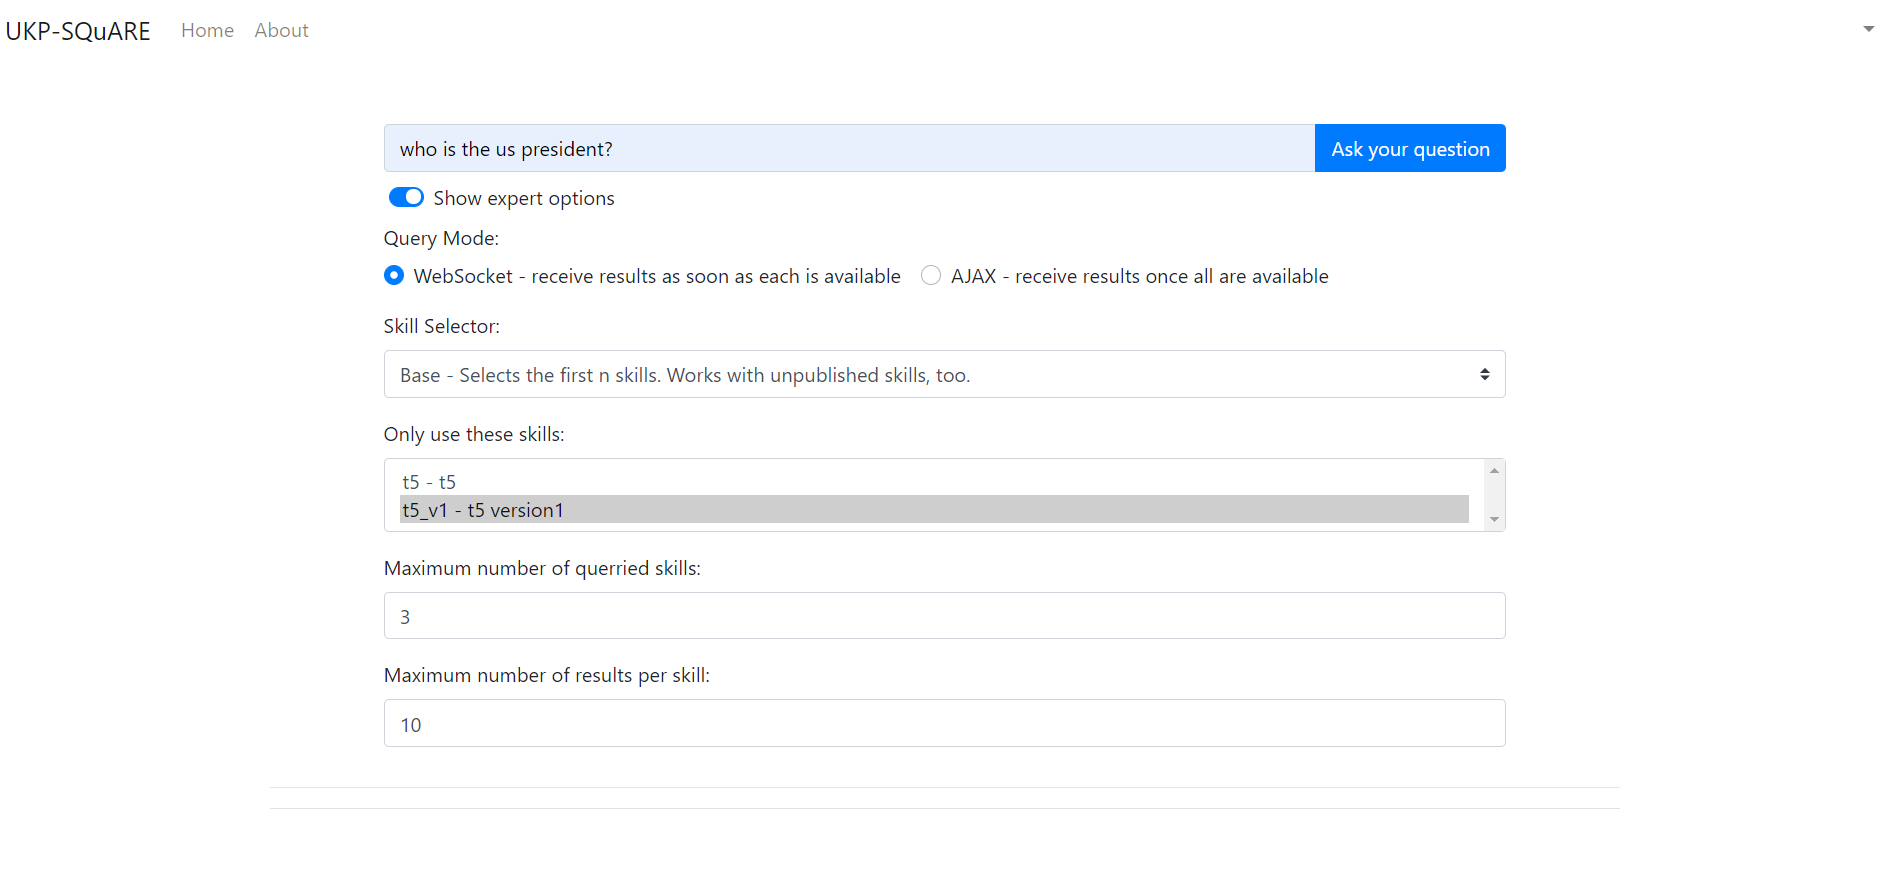 UKP-SQuARE Home About
who is the us president? Ask your question
Show expert options
Query Mode:
WebSocket - receive results as soon as each is available AJAX - receive results once all are available
Skill Selector:
Base - Selects the first n skills. Works with unpublished skills, too.
Only use these skills:
t5 - t5
t5_v1 - t5 version1
Maximum number of querried skills:
3
Maximum number of results per skill:
10